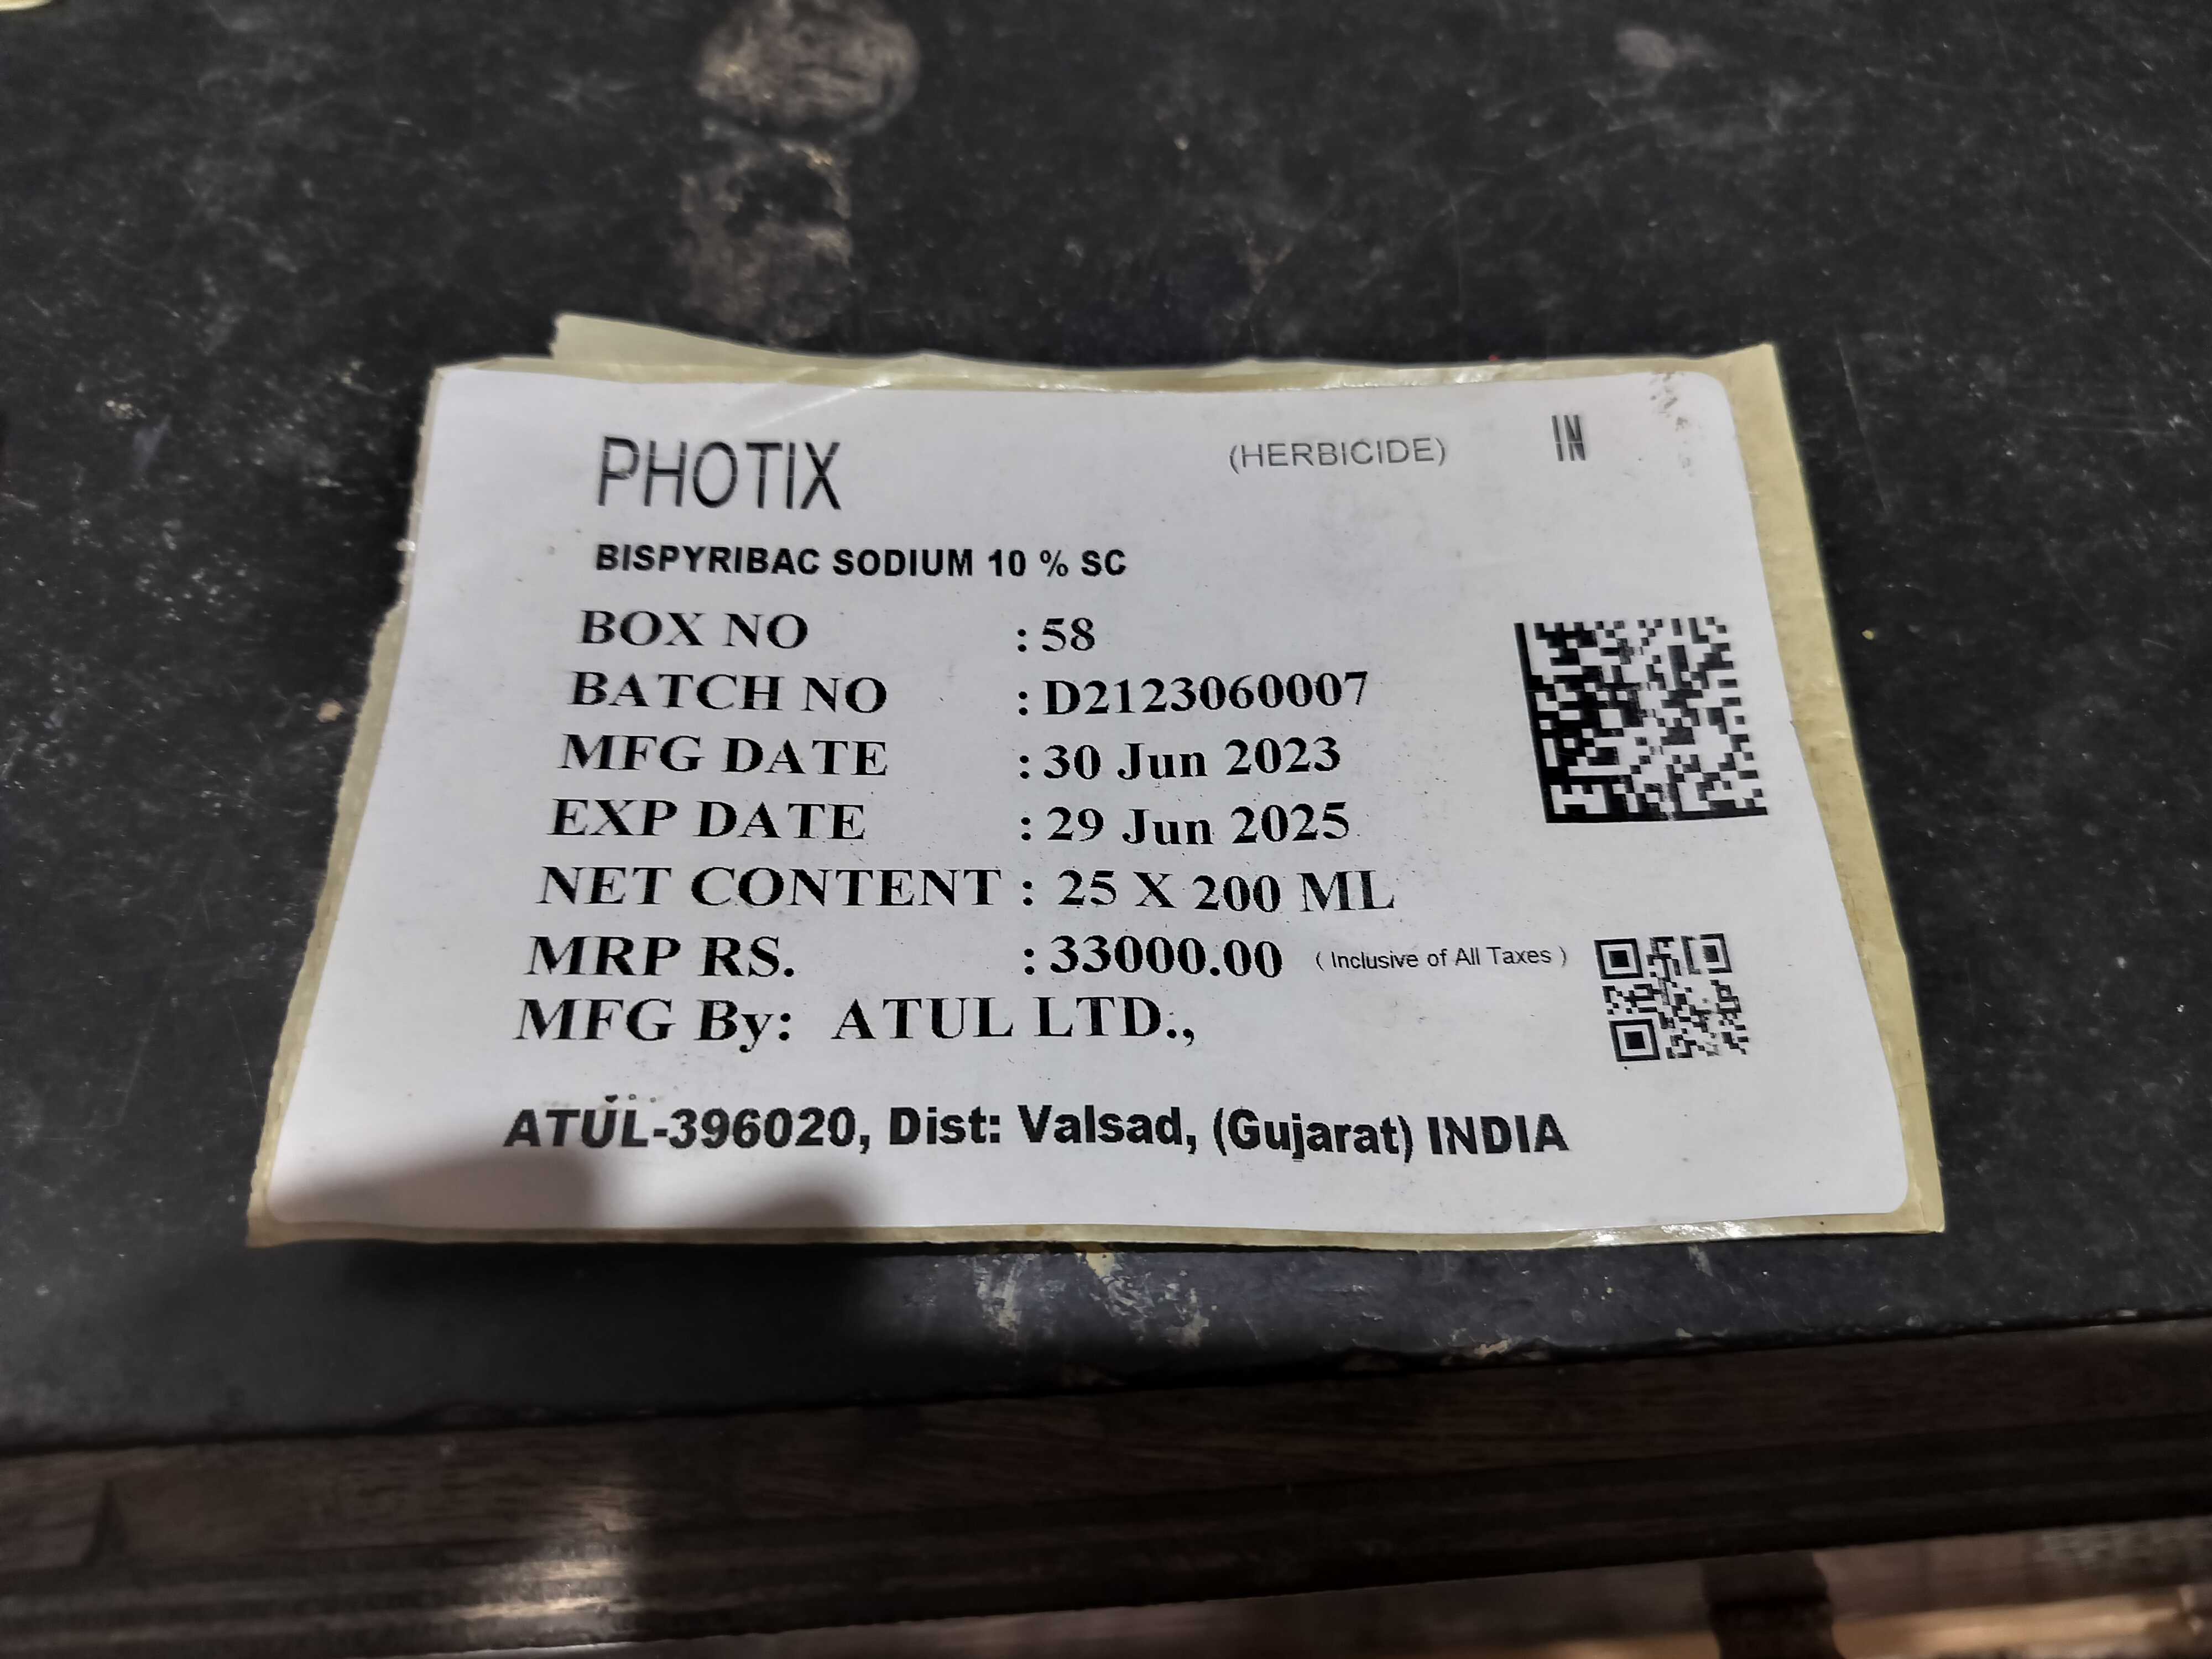 PHOTIX (HERBICIDE) IN
BISPYRIBAC SODIUM 10 % SC
BOX NO : 58
BATCH NO : D2123060007
MFG DATE : 30 Jun 2023
EXP DATE : 29 Jun 2025
NET CONTENT : 25 X 200 ML
MRP RS. : 33000.00 ( Inclusive of All Taxes )
MFG By: ATUL LTD.,
ATUL-396020, Dist: Valsad, (Gujarat) INDIA